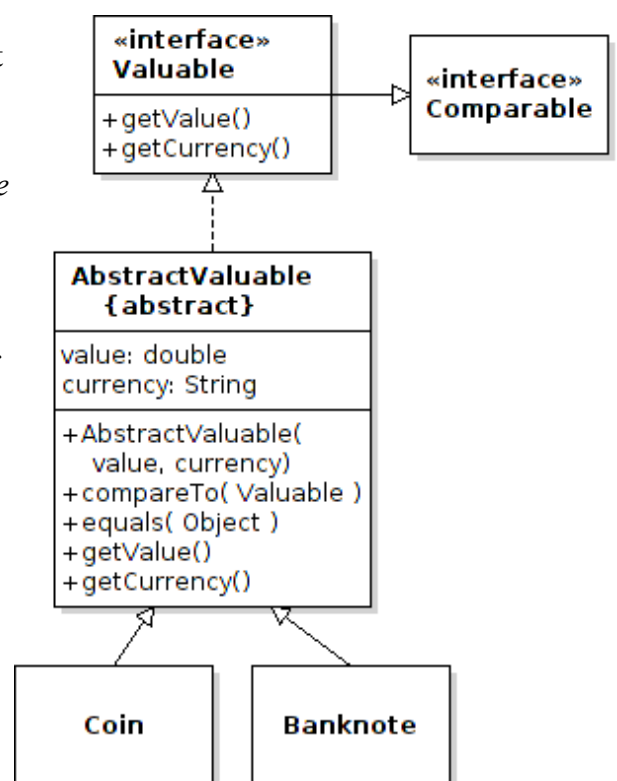 «interface»
Valuable
+getValue()
+getCurrency()
«interface»
Comparable
t
e
.
AbstractValuable
{abstract}
value: double
currency: String
+AbstractValuable(
value, currency)
+compareTo( Valuable )
+equals( Object )
+getValue()
+getCurrency()
Coin
Banknote